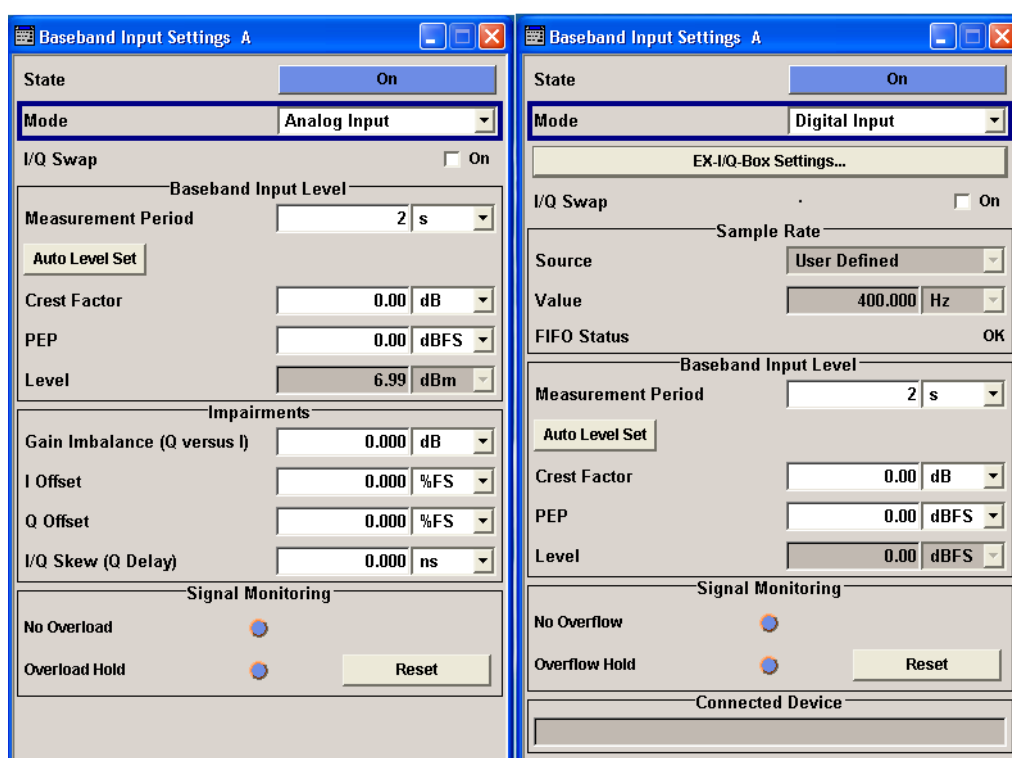 Baseband Input Settings A
State On
Mode Analog Input
I/Q Swap On
Baseband Input Level
Measurement Period 2 s
Auto Level Set
Crest Factor 0.00 dB
PEP 0.00 dBFS
Level 6.99 dBm
Impairments
Gain Imbalance (Q versus I) 0.000 dB
I Offset 0.000 %FS
Q Offset 0.000 %FS
I/Q Skew (Q Delay) 0.000 ns
Signal Monitoring
No Overload
Overload Hold Reset
Baseband Input Settings A
State On
Mode Digital Input
EX-I/Q-Box Settings...
I/Q Swap On
Sample Rate
Source User Defined
Value 400.000 Hz
FIFO Status OK
Baseband Input Level
Measurement Period 2 s
Auto Level Set
Crest Factor 0.00 dB
PEP 0.00 dBFS
Level 0.00 dBFS
Signal Monitoring
No Overflow
Overflow Hold Reset
Connected Device